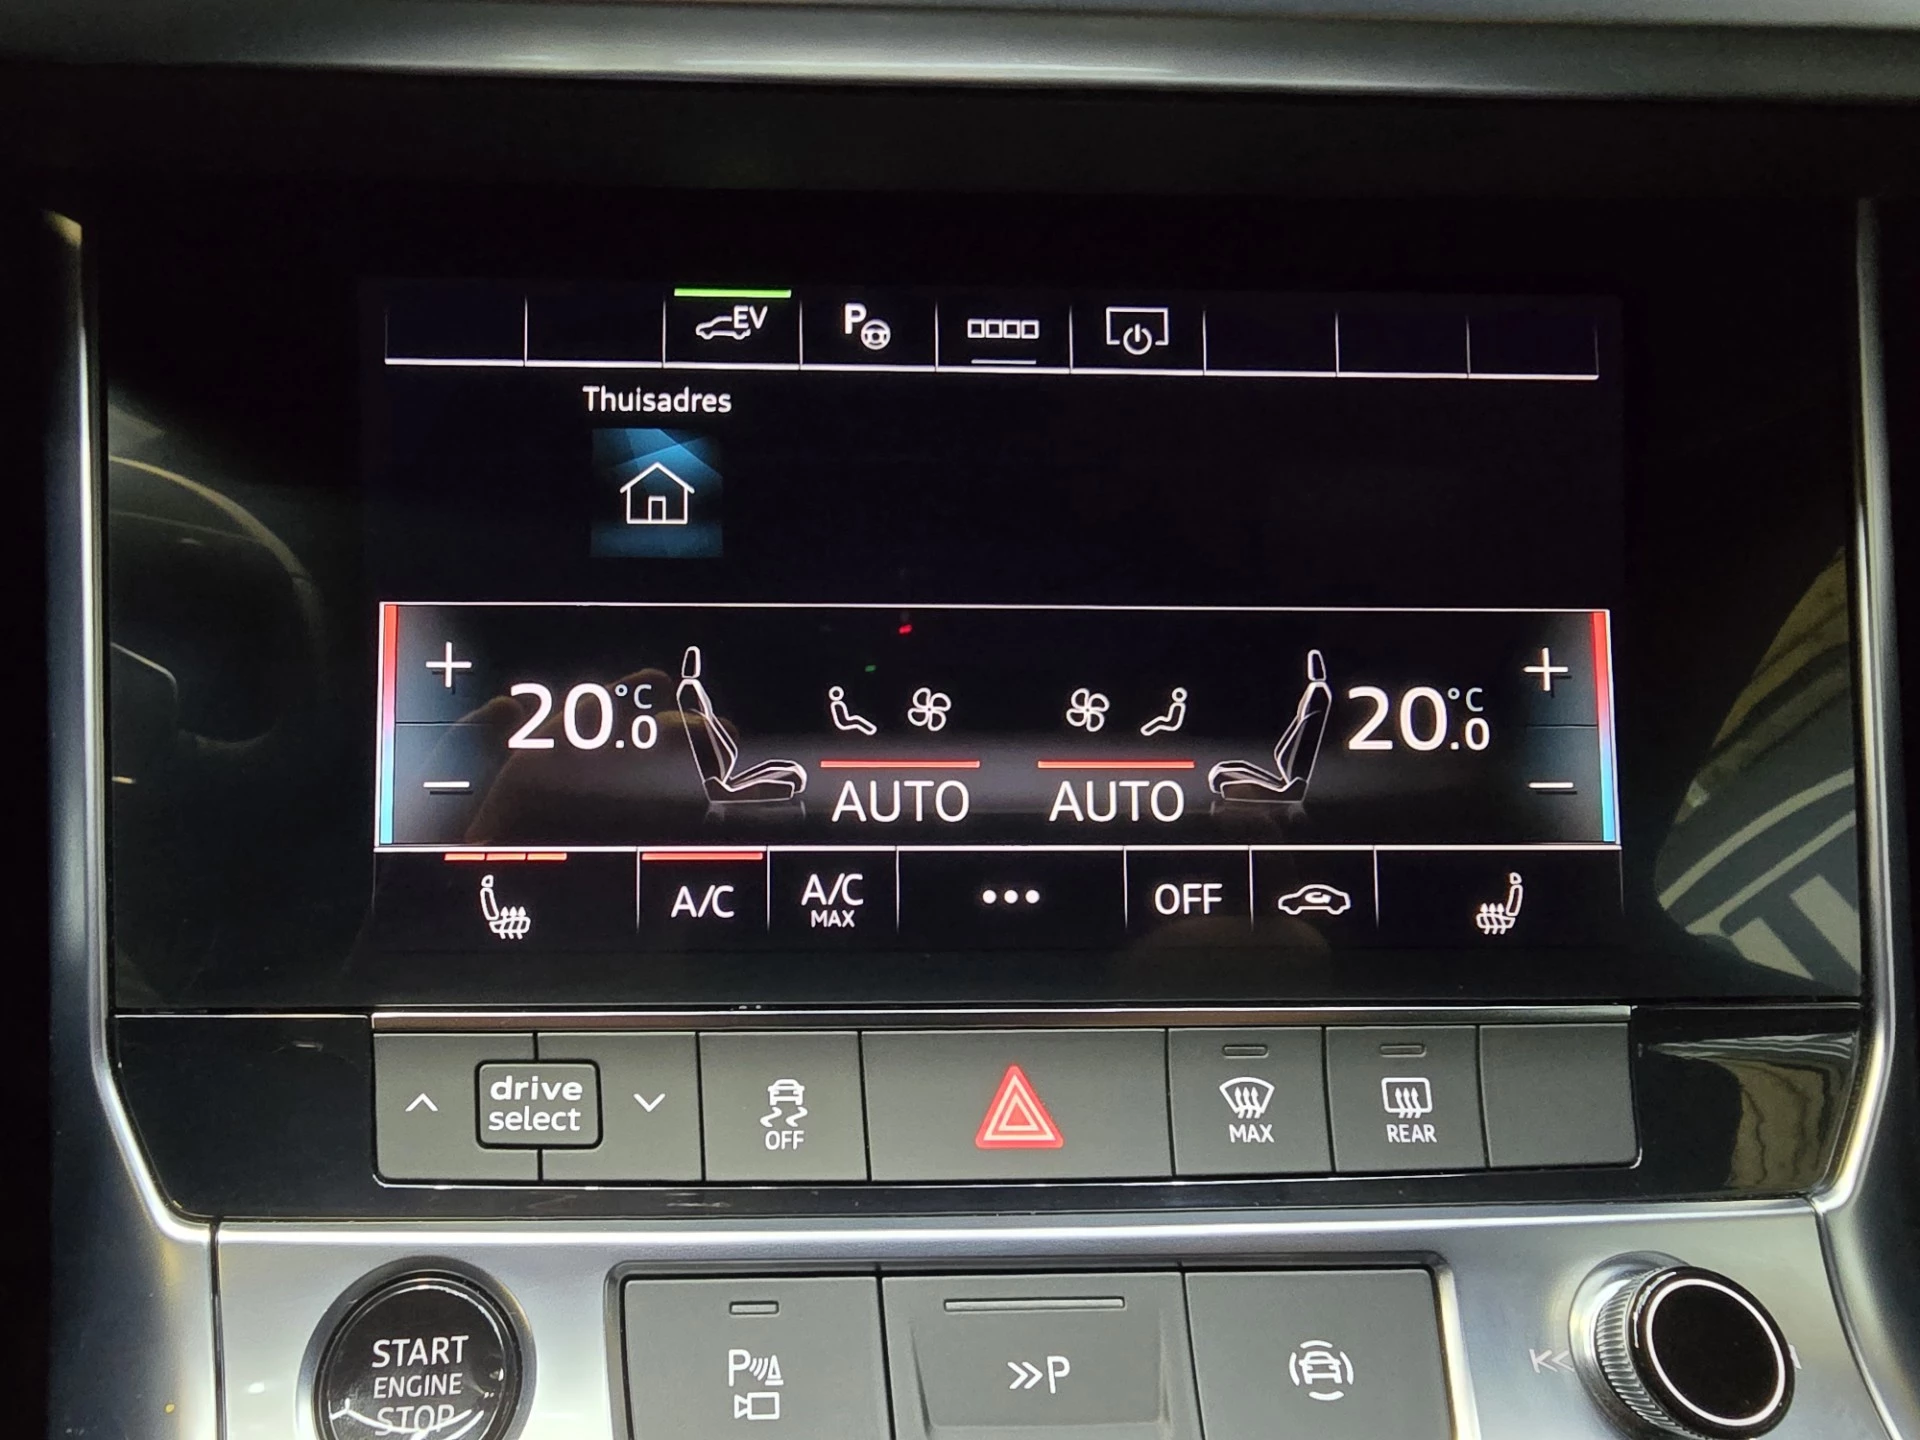 EV
P
Thuisadres
+ 20.0 °C
20.0 °C +
−
−
AUTO AUTO
A/C
A/C
MAX
•••
OFF
drive
select
OFF
MAX
REAR
START
ENGINE
STOP
P
»P